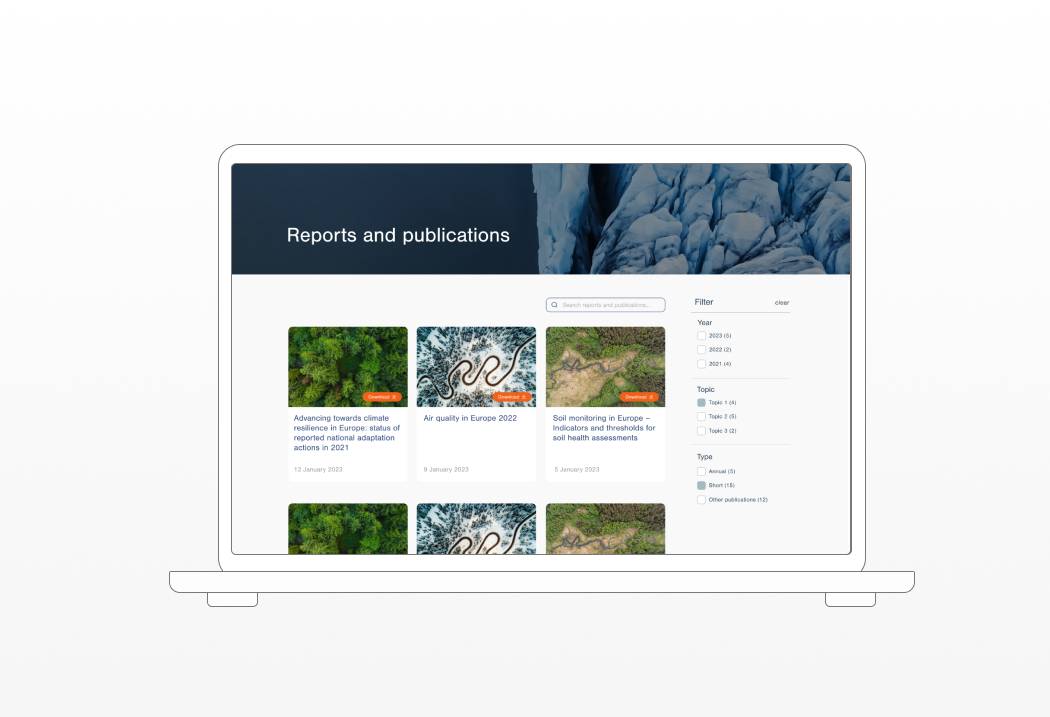 Reports and publications
Search reports and publications...
Filter
clear
Year
2023 (5)
2022 (2)
2021 (4)
Topic
Topic 1 (4)
Topic 2 (5)
Topic 3 (2)
Type
Annual (5)
Short (15)
Other publications (12)
Download
Advancing towards climate
resilience in Europe: status of
reported national adaptation
actions in 2021
12 January 2023
Download
Air quality in Europe 2022
9 January 2023
Download
Soil monitoring in Europe –
Indicators and thresholds for
soil health assessments
5 January 2023